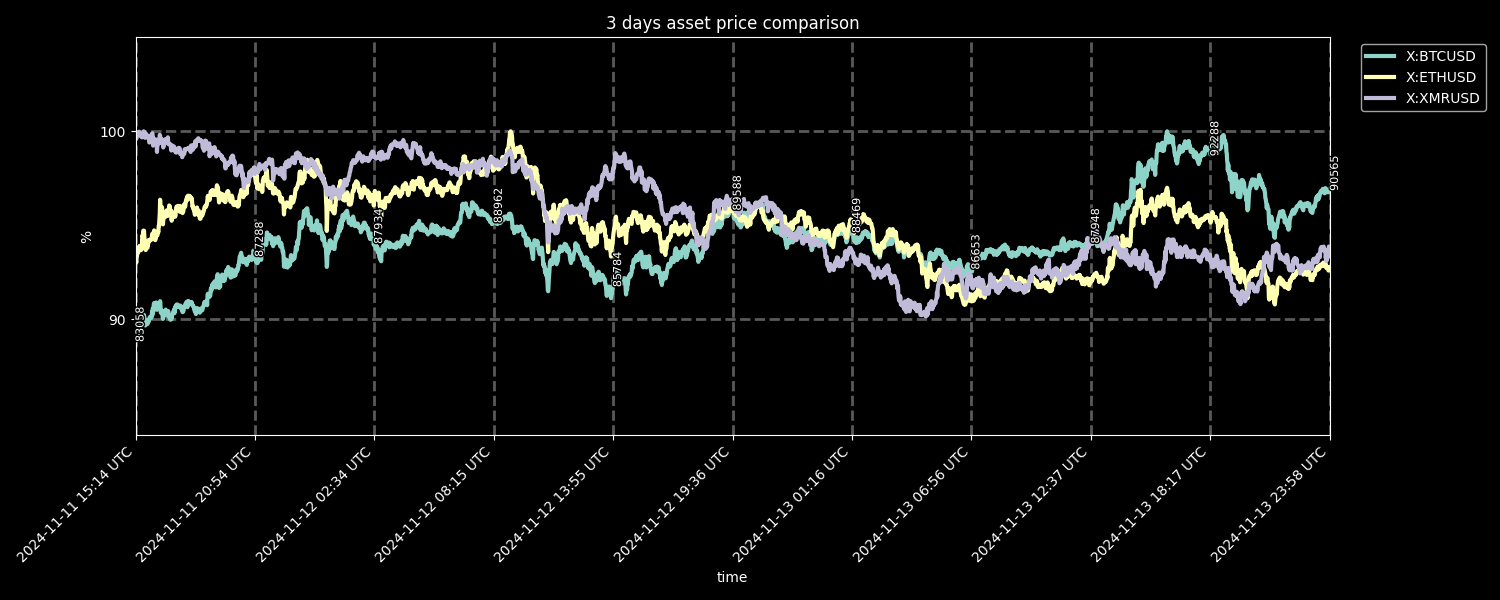 3 days asset price comparison
X:BTCUSD
X:ETHUSD
X:XMRUSD
100
90
%
83058
87288
87934
88962
85784
89588
88469
86653
87948
92288
90565
2024-11-11 15:14 UTC
2024-11-11 20:54 UTC
2024-11-12 02:34 UTC
2024-11-12 08:15 UTC
2024-11-12 13:55 UTC
2024-11-12 19:36 UTC
2024-11-13 01:16 UTC
2024-11-13 06:56 UTC
2024-11-13 12:37 UTC
2024-11-13 18:17 UTC
2024-11-13 23:58 UTC
time